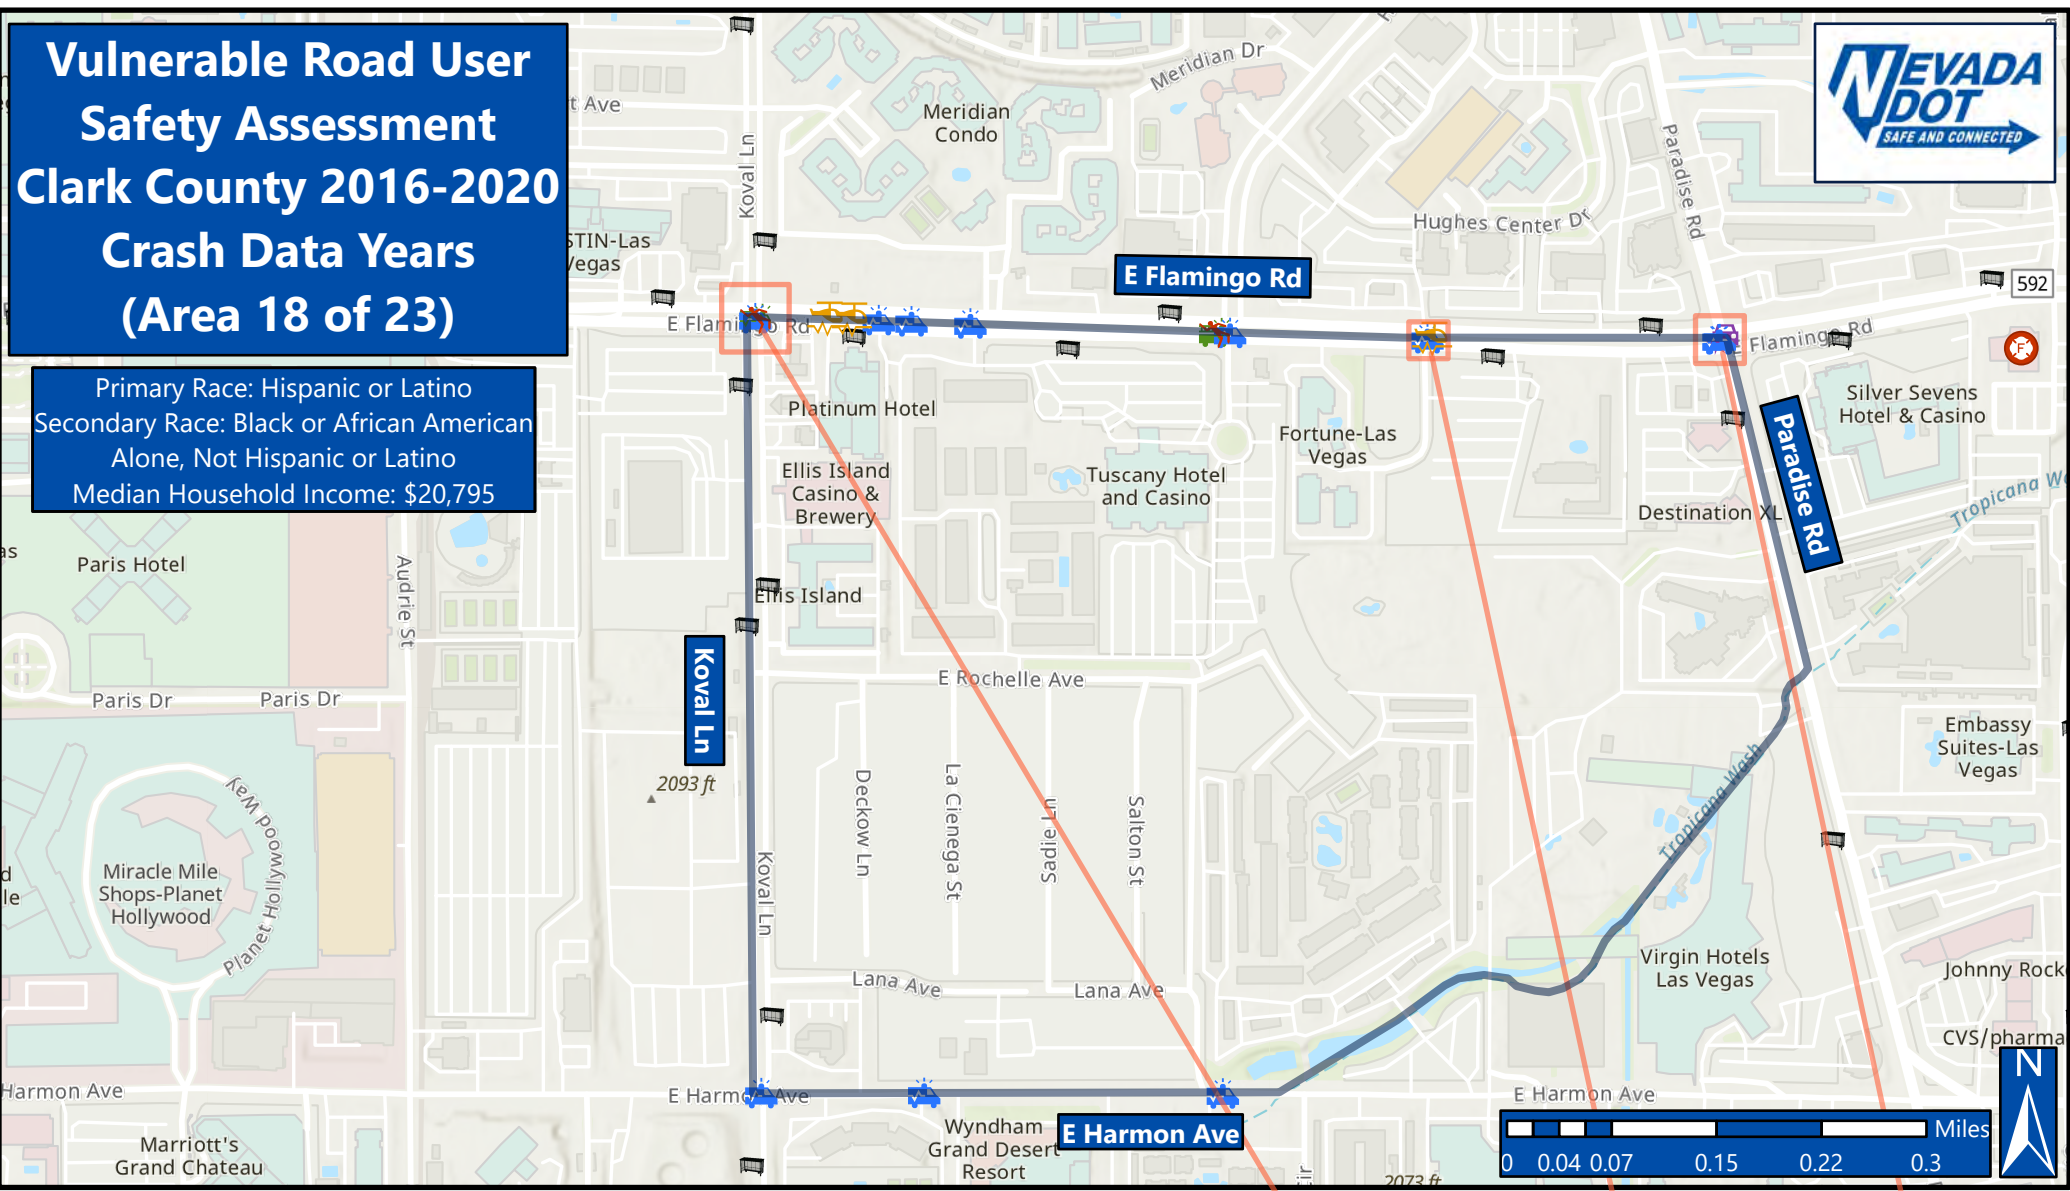 Vulnerable Road User
Safety Assessment
Clark County 2016-2020
Crash Data Years
(Area 18 of 23)
Primary Race: Hispanic or Latino
Secondary Race: Black or African American
Alone, Not Hispanic or Latino
Median Household Income: $20,795
NEVADA
DOT
SAFE AND CONNECTED
Meridian Dr
t Ave
Meridian
Condo
Koval Ln
Paradise Rd
Hughes Center Dr
STIN-Las
Vegas
E Flamingo Rd
592
E Flamingo Rd
Flamingo Rd
F
Platinum Hotel
Silver Sevens
Hotel & Casino
Paradise Rd
Fortune-Las
Vegas
Ellis Island
Casino &
Brewery
Tuscany Hotel
and Casino
Destination XL
Tropicana W
as
Paris Hotel
Audrie St
Ellis Island
Koval Ln
E Rochelle Ave
Paris Dr
Paris Dr
Embassy
Suites-Las
Vegas
2093 ft
Planet Hollywood Way
Deckow Ln
La Cienega St
Sadie Ln
Salton St
Tropicana Wash
Koval Ln
Miracle Mile
Shops-Planet
Hollywood
d
le
Virgin Hotels
Las Vegas
Johnny Rock
Lana Ave
Lana Ave
CVS/pharma
N
Harmon Ave
E Harmon Ave
E Harmon Ave
E Harmon Ave
Wyndham
Grand Desert
Resort
Marriott's
Grand Chateau
Miles
0 0.04 0.07 0.15 0.22 0.3
2073 ft